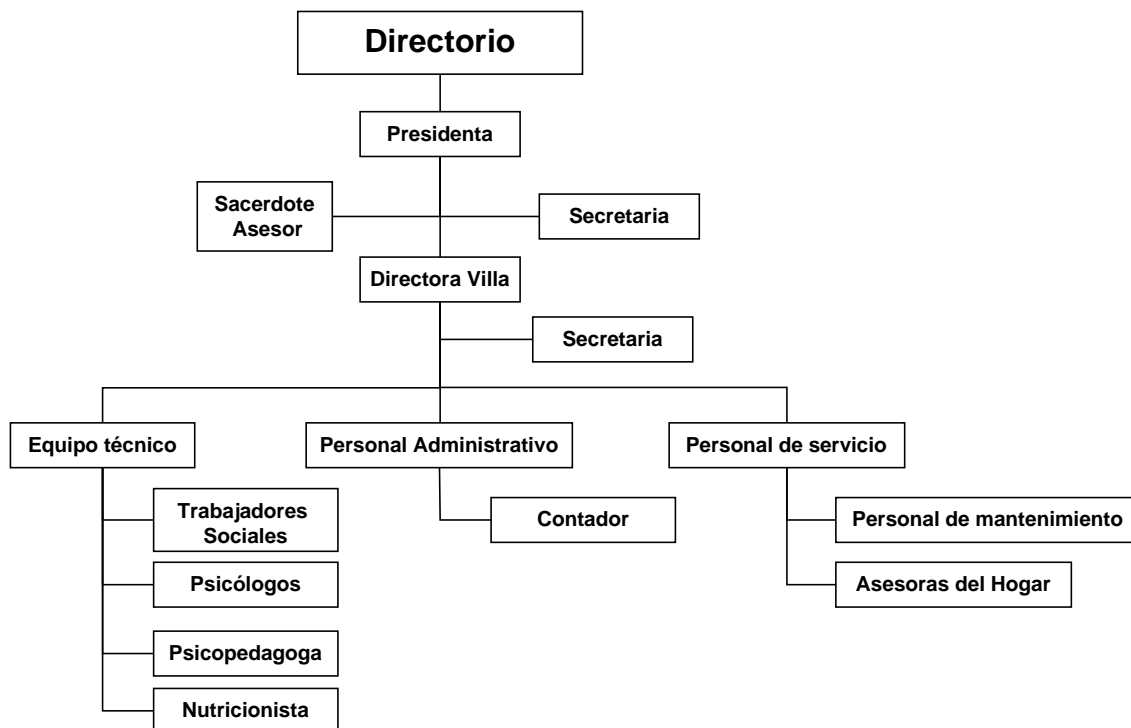 Directorio
Presidenta
Sacerdote
Asesor
Secretaria
Directora Villa
Secretaria
Equipo técnico
Personal Administrativo
Personal de servicio
Trabajadores
Sociales
Contador
Personal de mantenimiento
Psicólogos
Asesoras del Hogar
Psicopedagoga
Nutricionista